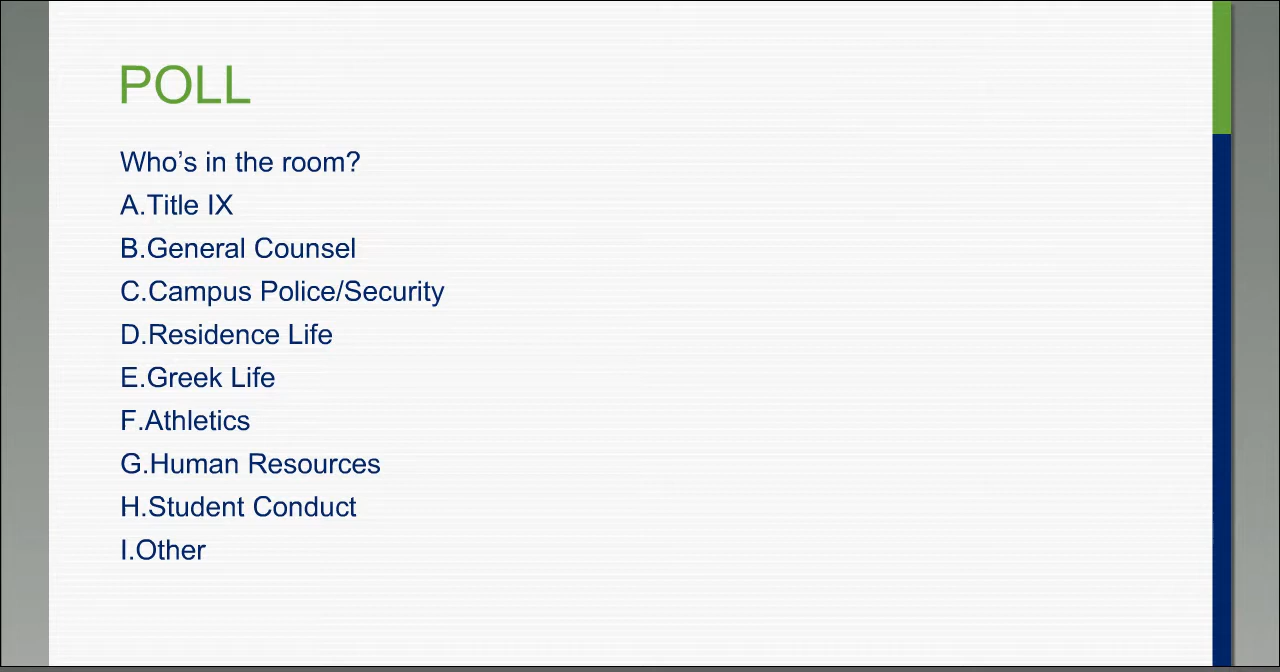 POLL
Who’s in the room?
A.Title IX
B.General Counsel
C.Campus Police/Security
D.Residence Life
E.Greek Life
F.Athletics
G.Human Resources
H.Student Conduct
I.Other